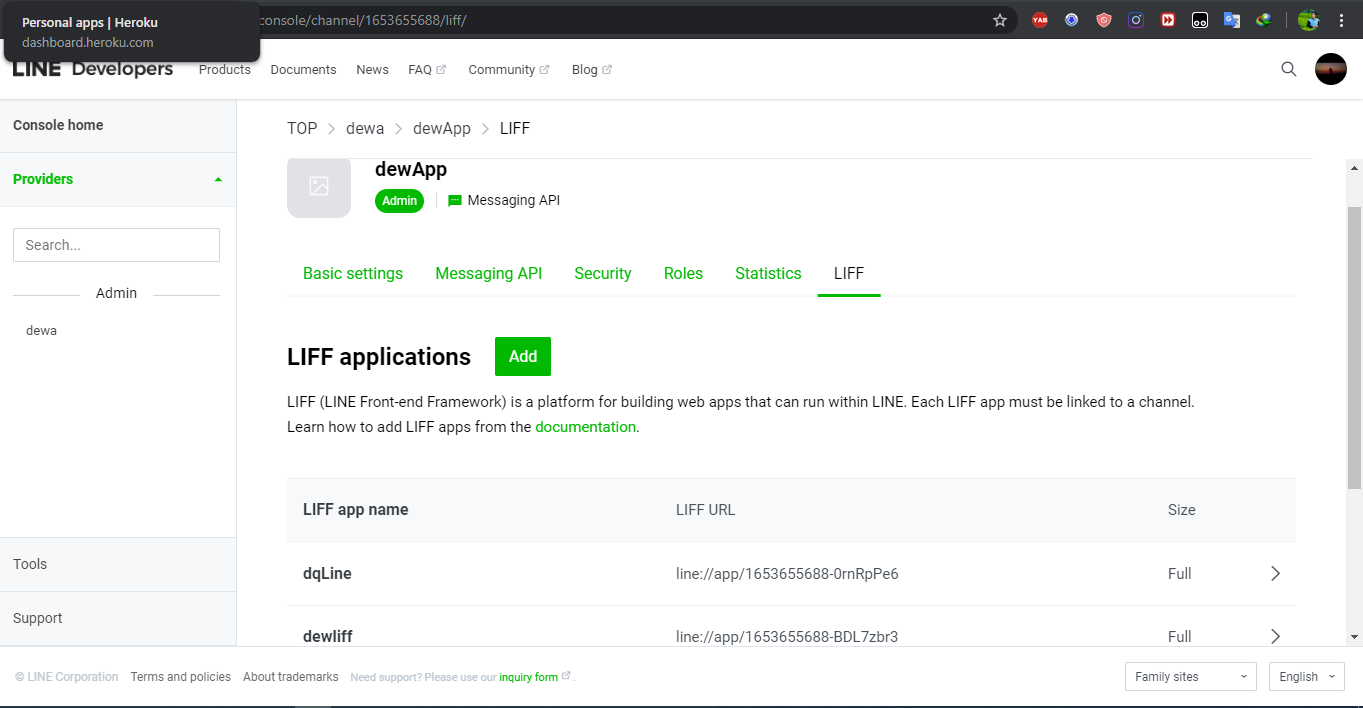 Personal apps | Heroku
dashboard.heroku.com
console/channel/1653655688/liff/
YAB
LINE Developers
Products Documents News FAQ Community Blog
Console home
Providers
Search...
Admin
dewa
Tools
Support
TOP > dewa > dewApp > LIFF
dewApp
Admin Messaging API
Basic settings Messaging API Security Roles Statistics LIFF
LIFF applications Add
LIFF (LINE Front-end Framework) is a platform for building web apps that can run within LINE. Each LIFF app must be linked to a channel.
Learn how to add LIFF apps from the documentation.
LIFF app name LIFF URL Size
dqLine line://app/1653655688-0rnRpPe6 Full
dewliff line://app/1653655688-BDL7zbr3 Full
© LINE Corporation Terms and policies About trademarks Need support? Please use our inquiry form . Family sites English